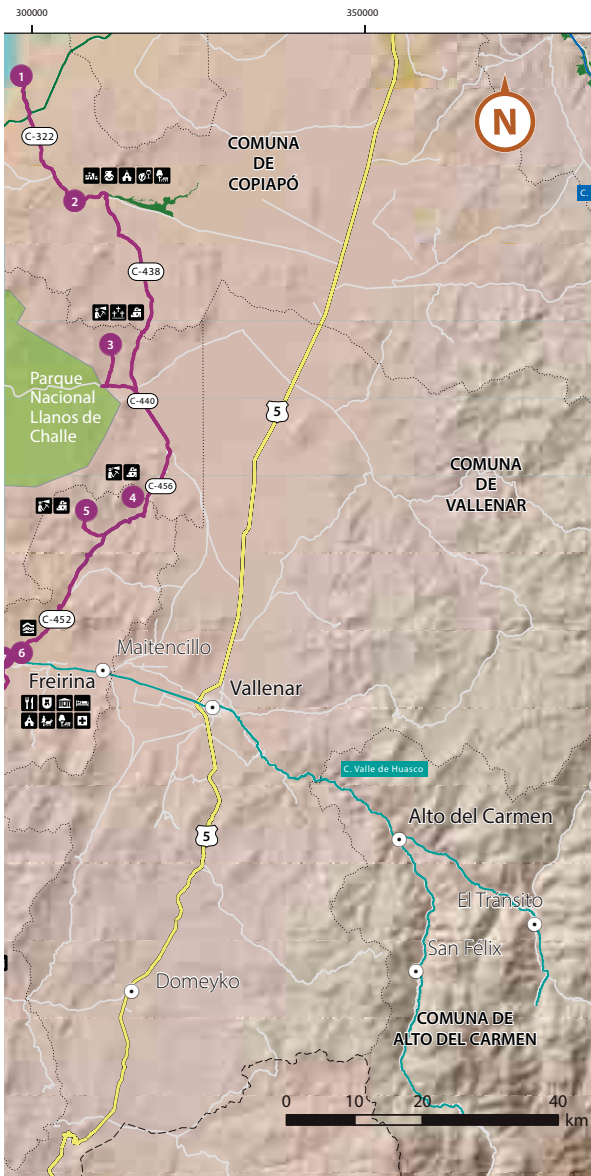 300000
350000
1
N
C-322
COMUNA
DE
COPIAPÓ
C.
2
C-438
3
Parque
Nacional
Llanos de
Challe
C-440
5
COMUNA
DE
VALLENAR
C-456
4
5
C-452
6
Maitencillo
Freirina
Vallenar
C. Valle de Huasco
5
Alto del Carmen
El Tránsito
San Félix
Domeyko
COMUNA DE
ALTO DEL CARMEN
0 10 20 40
km